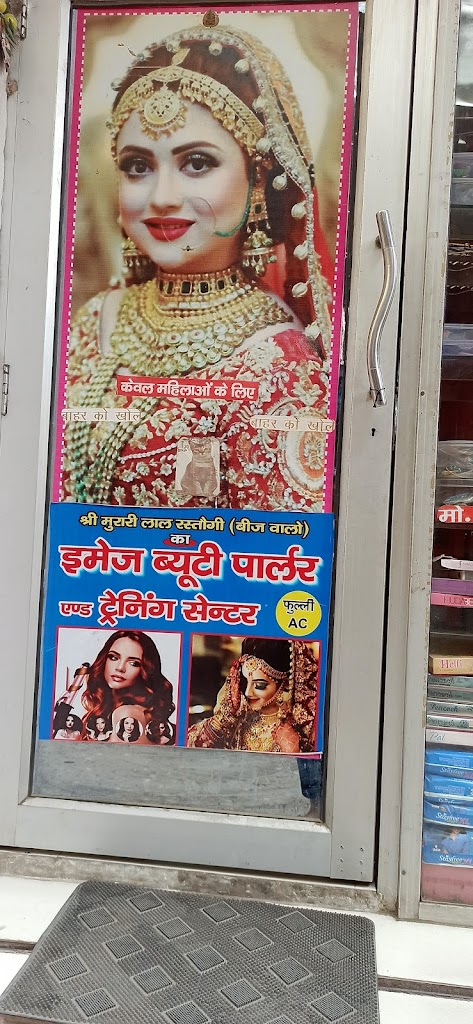 केवल महिलाओं के लिए
बाहर को खोलें
बाहर को खोलें
श्री मुरारी लाल रस्तौगी (बीज वालो)
का
इमेज ब्यूटी पार्लर
एण्ड ट्रेनिंग सेन्टर
फुल्ली
AC
मो.